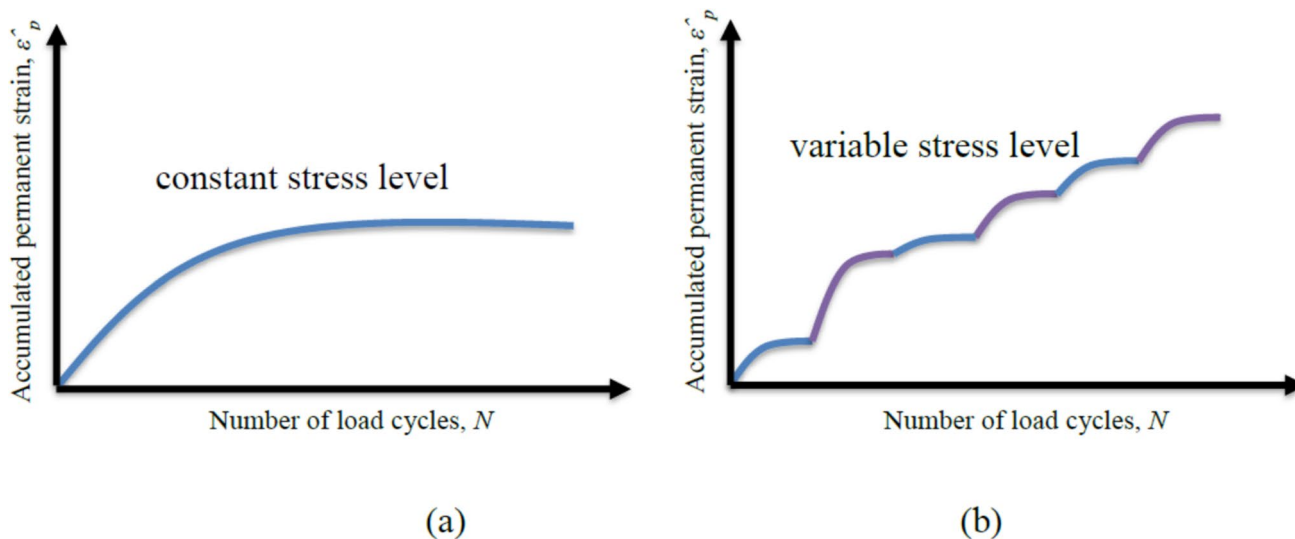 Accumulated permanent strain, ε^p
constant stress level
Number of load cycles, N
(a)
Accumulated permanent strain, ε^p
variable stress level
Number of load cycles, N
(b)